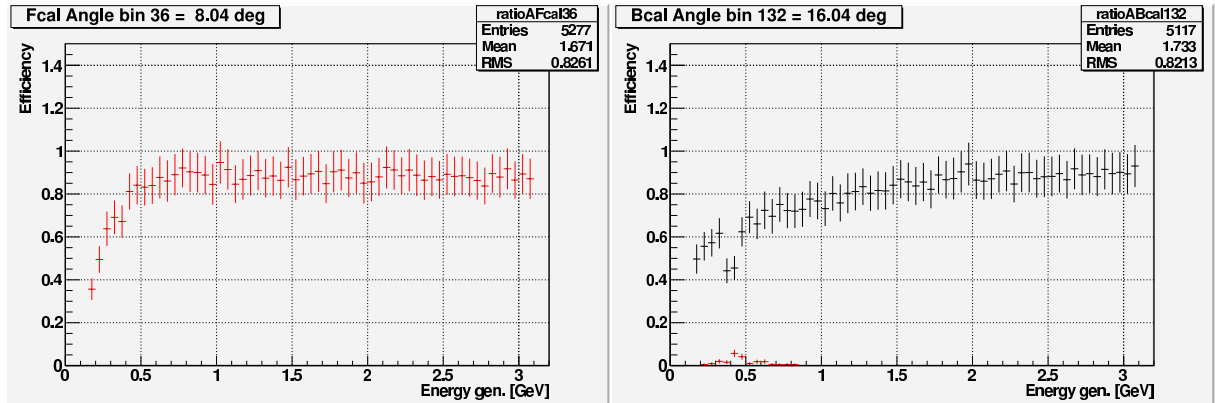 Fcal Angle bin 36 = 8.04 deg
ratioAFcal36
Entries 5277
Mean 1.671
RMS 0.8261
Efficiency
1.4
1.2
1
0.8
0.6
0.4
0.2
0
0 0.5 1 1.5 2 2.5 3
Energy gen. [GeV]
Bcal Angle bin 132 = 16.04 deg
ratioABcal132
Entries 5117
Mean 1.733
RMS 0.8213
Efficiency
1.4
1.2
1
0.8
0.6
0.4
0.2
0
0 0.5 1 1.5 2 2.5 3
Energy gen. [GeV]